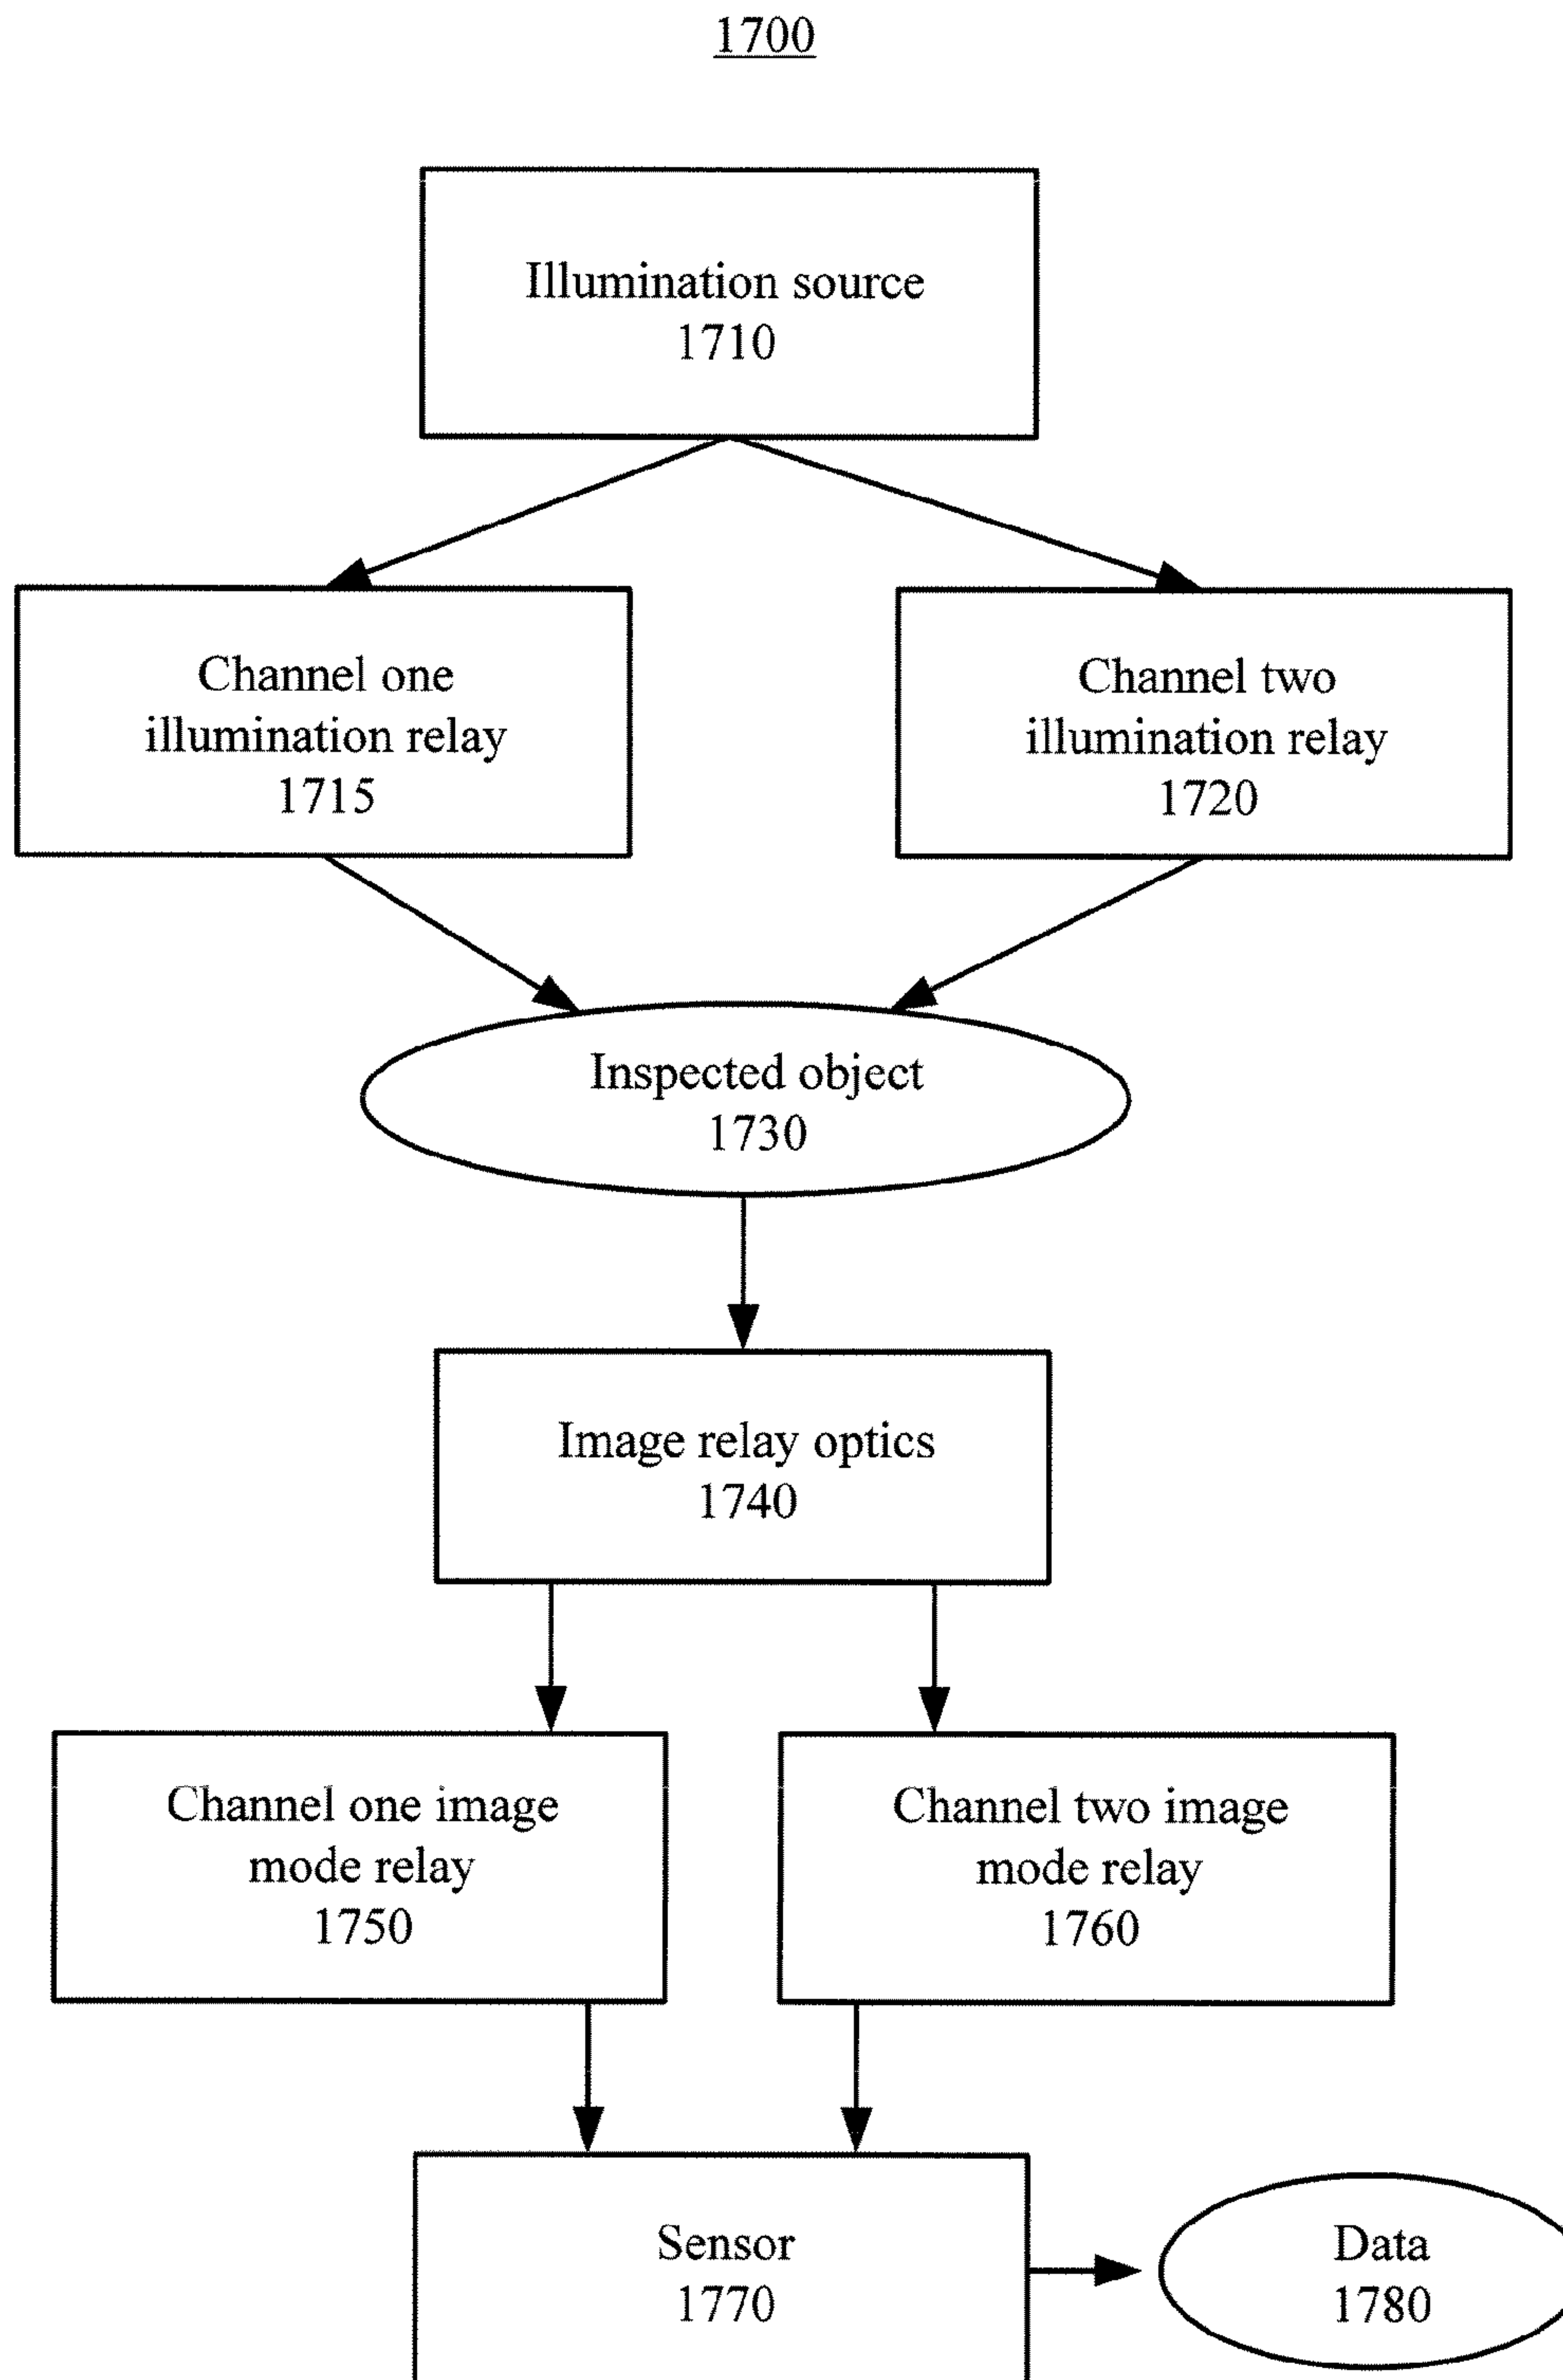 1700
Illumination source
1710
Channel one
illumination relay
1715
Channel two
illumination relay
1720
Inspected object
1730
Image relay optics
1740
Channel one image
mode relay
1750
Channel two image
mode relay
1760
Sensor
1770
Data
1780